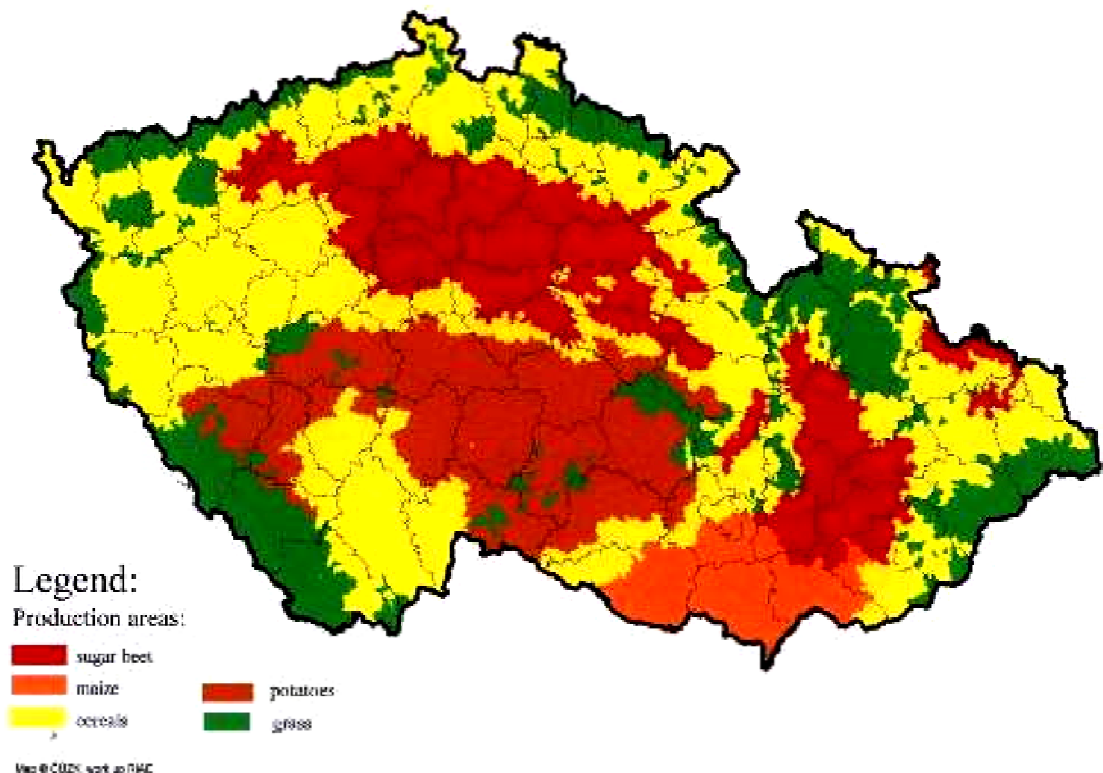 Legend:
Production areas:
sugar beet
maize
potatoes
cereals
grass